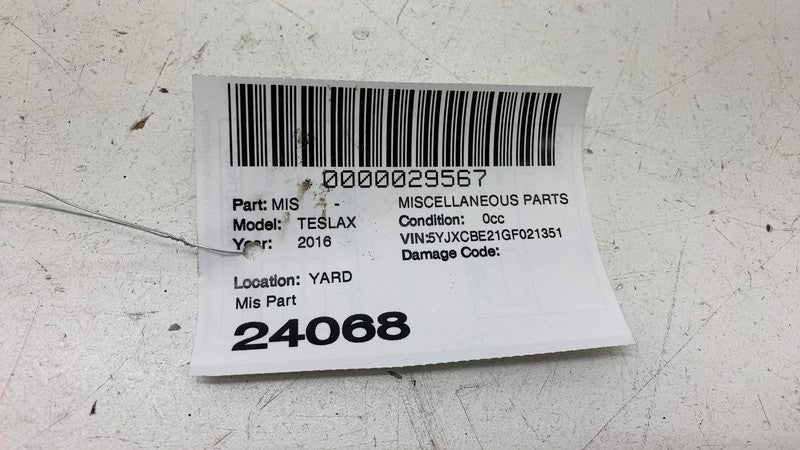 0000029567
Part: MIS - MISCELLANEOUS PARTS
Model: TESLAX Condition: 0cc
Year: 2016 VIN:5YJXCBE21GF021351
Damage Code:
Location: YARD
Mis Part
24068